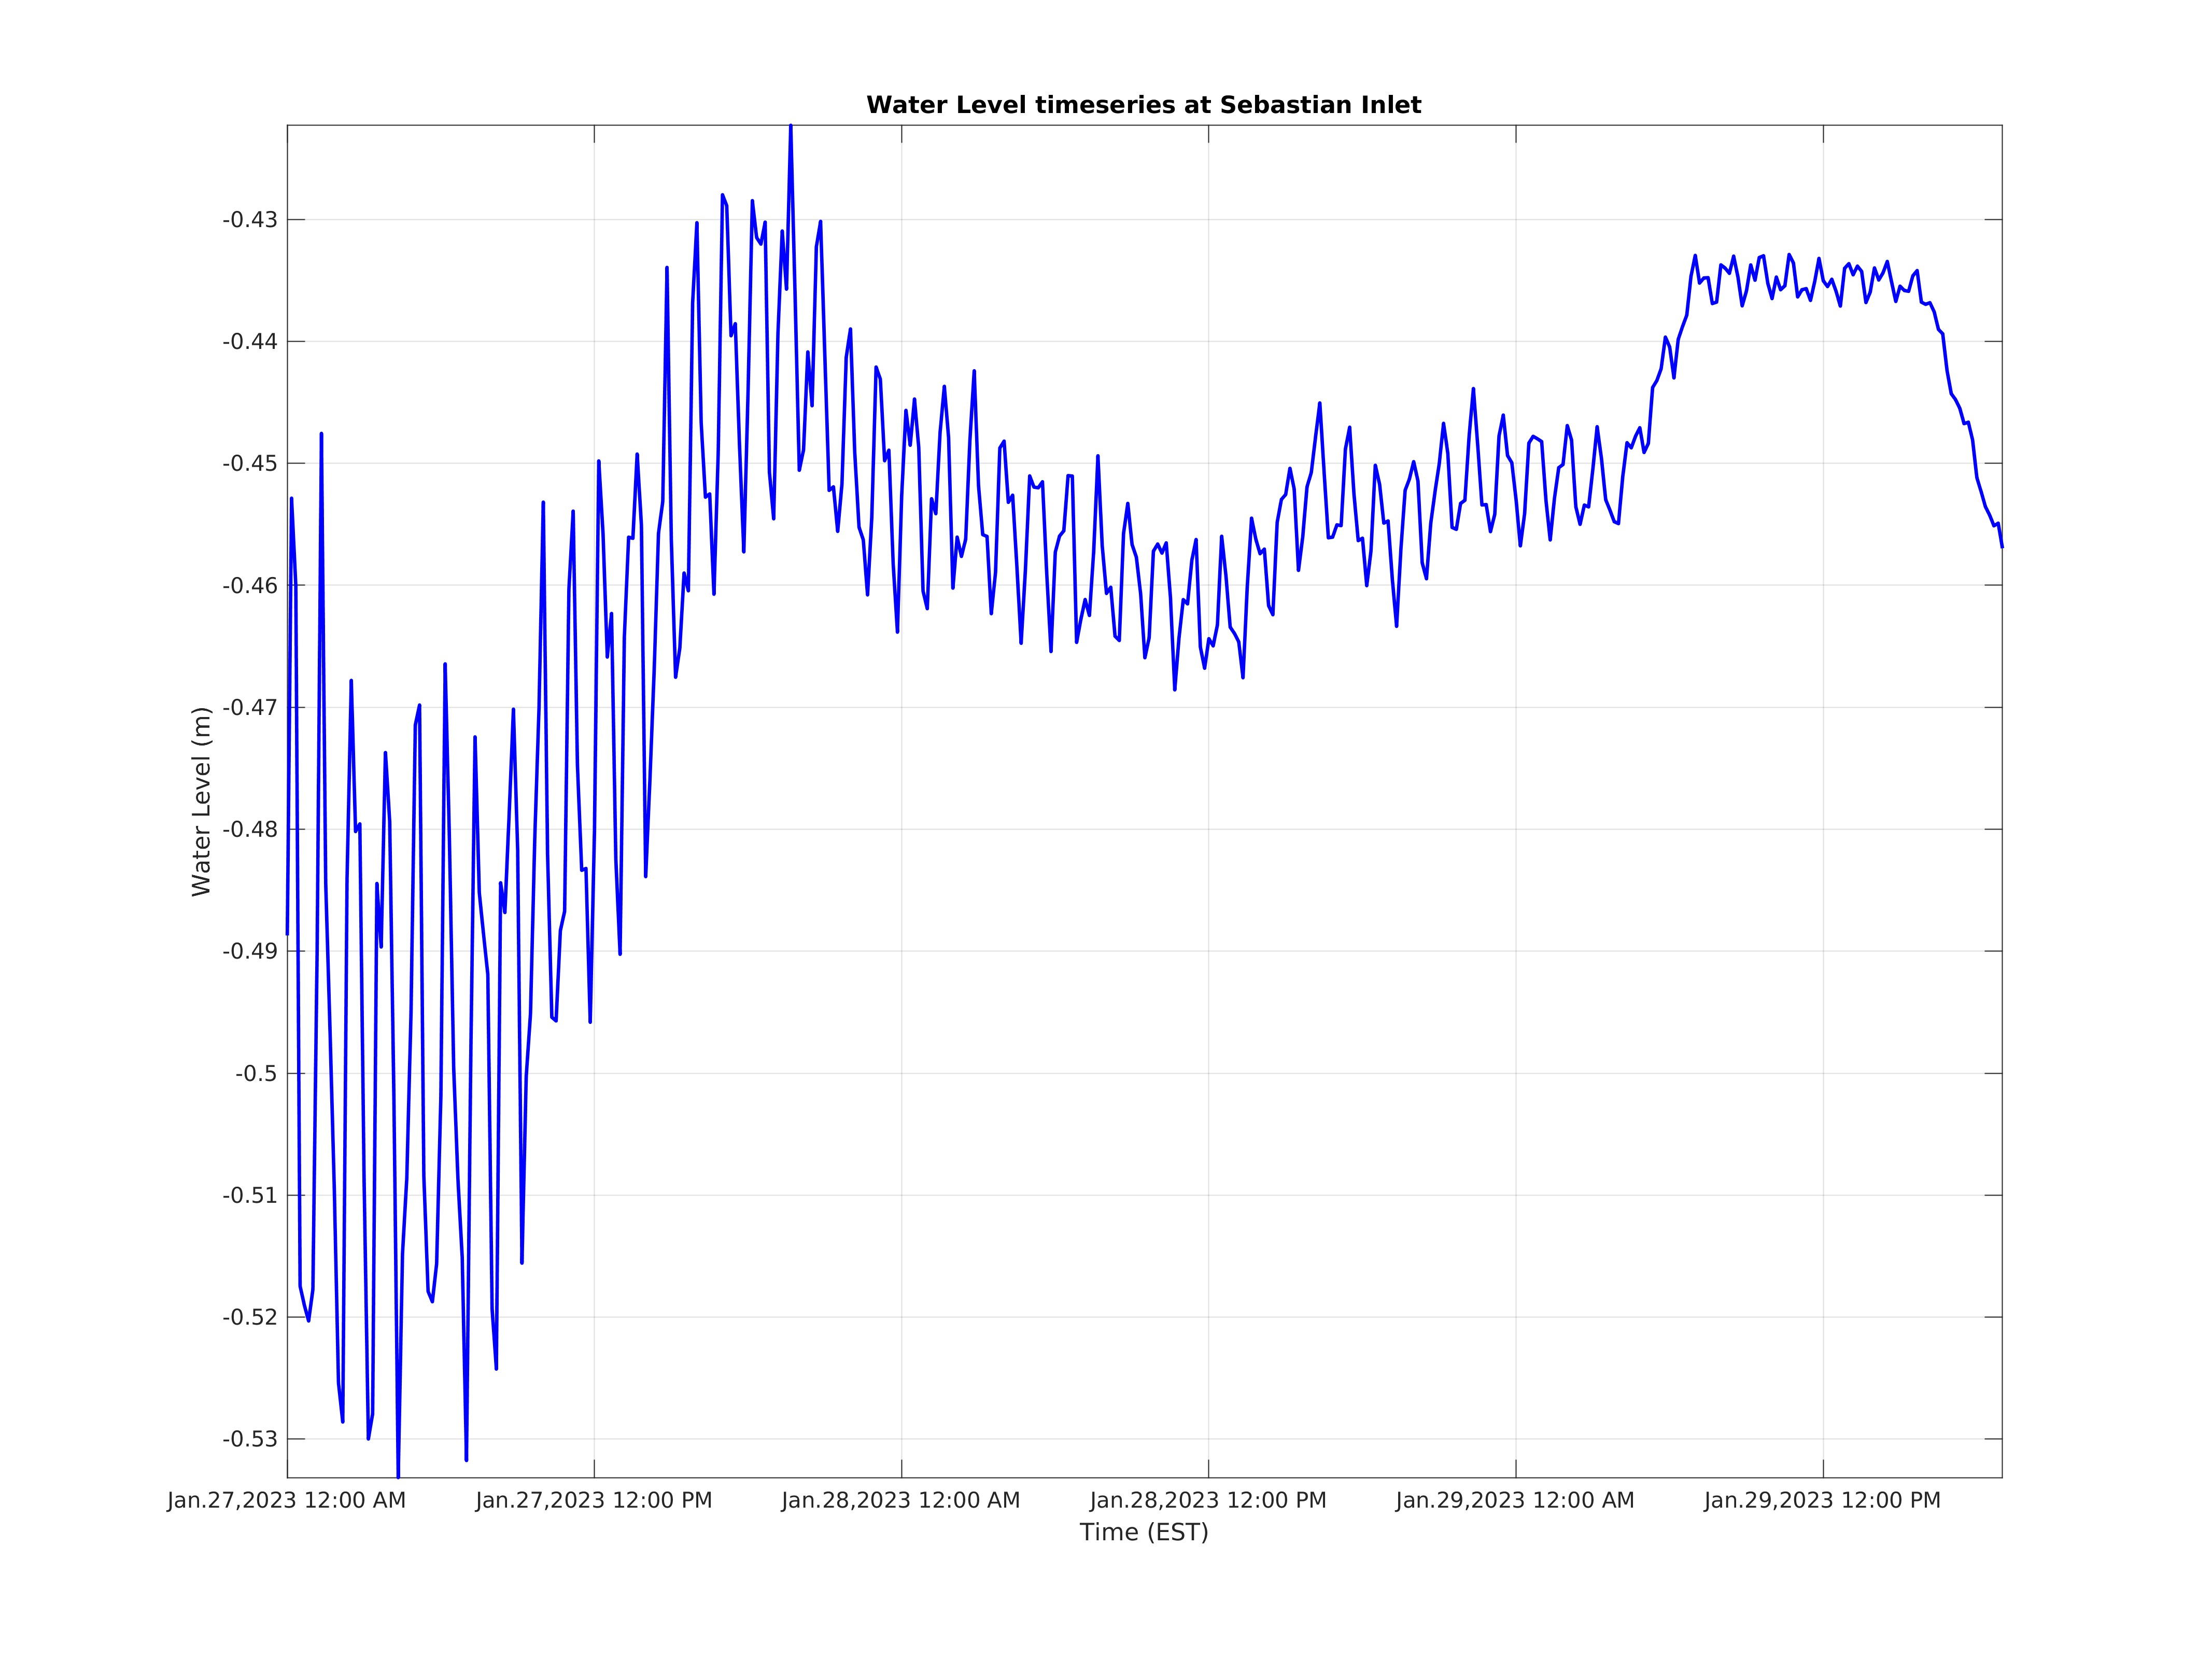 Water Level timeseries at Sebastian Inlet
-0.43
-0.44
-0.45
-0.46
-0.47
-0.48
-0.49
-0.5
-0.51
-0.52
-0.53
Water Level (m)
Jan.27,2023 12:00 AM
Jan.27,2023 12:00 PM
Jan.28,2023 12:00 AM
Jan.28,2023 12:00 PM
Jan.29,2023 12:00 AM
Jan.29,2023 12:00 PM
Time (EST)